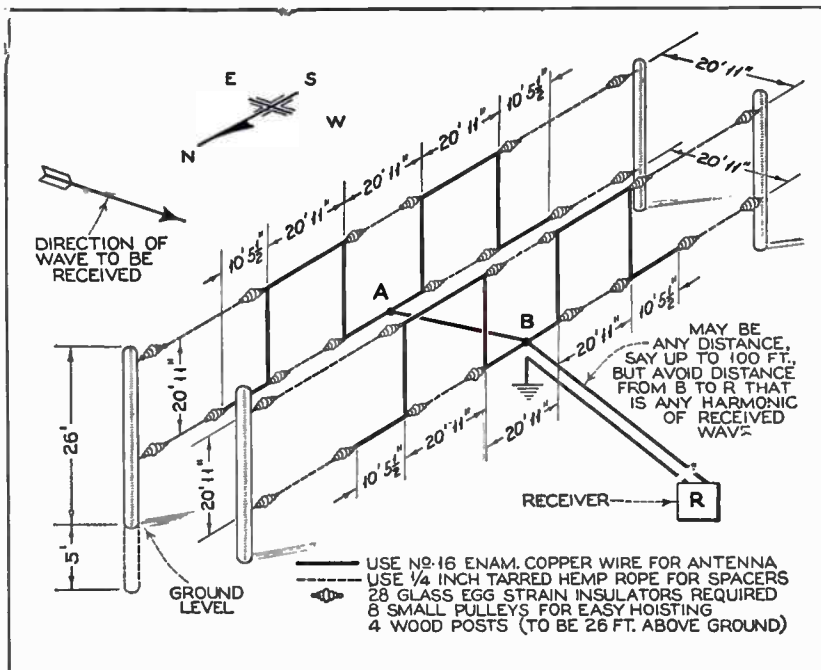 E S
N W
20' 11"
20' 11"
10' 5½"
20' 11"
20' 11"
20' 11"
20' 11"
10' 5½"
DIRECTION OF
WAVE TO BE
RECEIVED
A
B
26'
5'
20' 11"
20' 11"
10' 5½"
20' 11"
20' 11"
20' 11"
10' 5½"
MAY BE
ANY DISTANCE,
SAY UP TO 100 FT.,
BUT AVOID DISTANCE
FROM B TO R THAT
IS ANY HARMONIC
OF RECEIVED
WAVE
RECEIVER
R
GROUND
LEVEL
USE NO. 16 ENAM. COPPER WIRE FOR ANTENNA
USE 1/4 INCH TARRED HEMP ROPE FOR SPACERS
28 GLASS EGG STRAIN INSULATORS REQUIRED
8 SMALL PULLEYS FOR EASY HOISTING
4 WOOD POSTS (TO BE 26 FT. ABOVE GROUND)